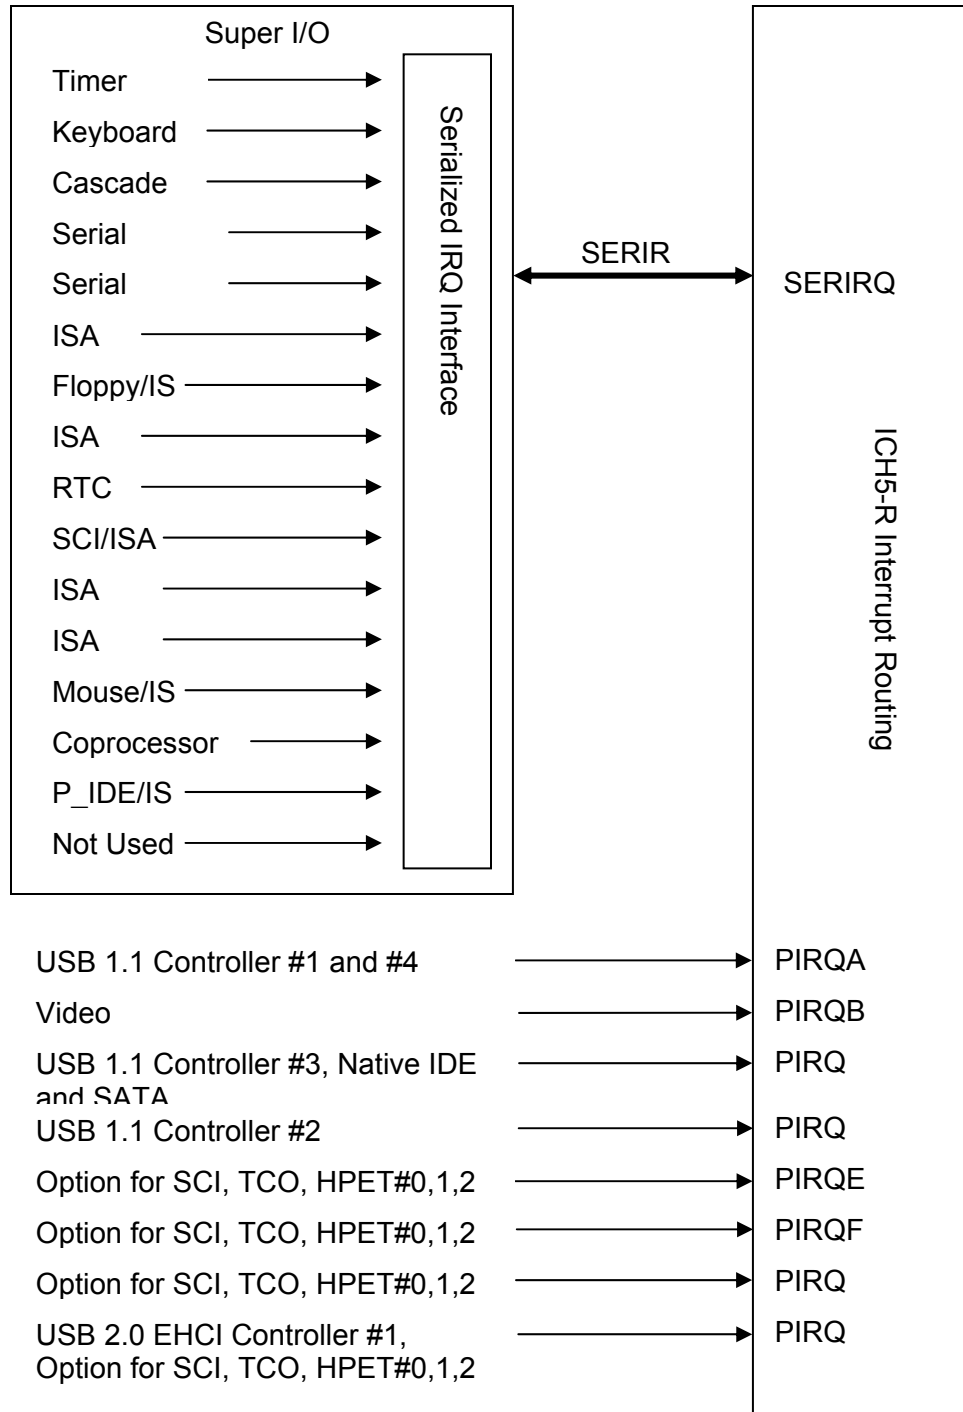 Super I/O
Timer
Keyboard
Cascade
Serial
Serial
ISA
Floppy/IS
ISA
RTC
SCI/ISA
ISA
ISA
Mouse/IS
Coprocessor
P_IDE/IS
Not Used
Serialized IRQ Interface
SERIR
SERIRQ
ICH5-R Interrupt Routing
USB 1.1 Controller #1 and #4
PIRQA
Video
PIRQB
USB 1.1 Controller #3, Native IDE
and SATA
PIRQ
USB 1.1 Controller #2
PIRQ
Option for SCI, TCO, HPET#0,1,2
PIRQE
Option for SCI, TCO, HPET#0,1,2
PIRQF
Option for SCI, TCO, HPET#0,1,2
PIRQ
USB 2.0 EHCI Controller #1,
Option for SCI, TCO, HPET#0,1,2
PIRQ